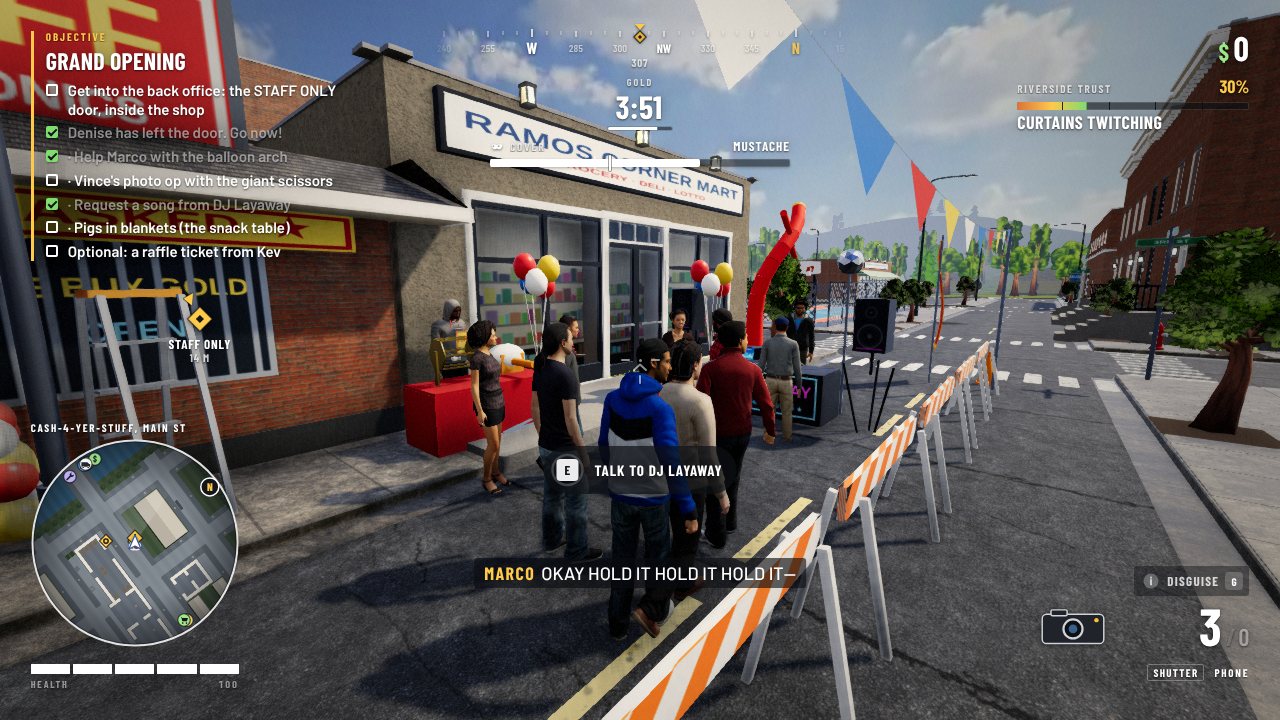 OBJECTIVE
GRAND OPENING
Get into the back office: the STAFF ONLY
door, inside the shop
Denise has left the door. Go now!
· Help Marco with the balloon arch
· Vince's photo op with the giant scissors
· Request a song from DJ Layaway
· Pigs in blankets (the snack table)
Optional: a raffle ticket from Kev
240 255 W 285 300 NW 330 345 N 15
307
GOLD
3:51
COVER
MUSTACHE
$0
RIVERSIDE TRUST 30%
CURTAINS TWITCHING
RAMOS CORNER MART
GROCERY · DELI · LOTTO
ASKED
BUY GOLD
OPEN
STAFF ONLY
14 M
E TALK TO DJ LAYAWAY
MARCO OKAY HOLD IT HOLD IT HOLD IT—
CASH-4-YER-STUFF, MAIN ST
N
$
HEALTH 100
i DISGUISE G
3 / 0
SHUTTER PHONE